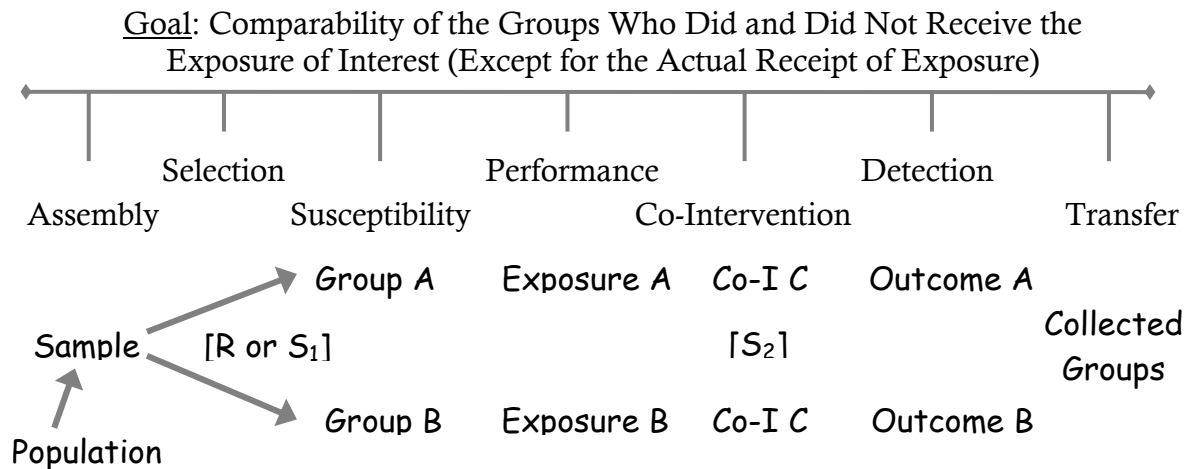 Goal: Comparability of the Groups Who Did and Did Not Receive the
Exposure of Interest (Except for the Actual Receipt of Exposure)
Selection Performance Detection
Assembly Susceptibility Co-Intervention Transfer
Group A Exposure A Co-I C Outcome A
Collected
Sample [R or S₁] [S₂]
Groups
Group B Exposure B Co-I C Outcome B
Population